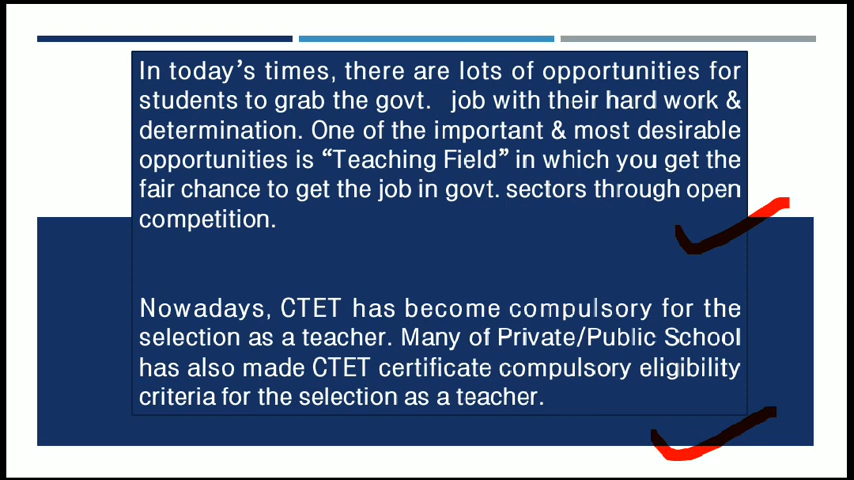 In today's times, there are lots of opportunities for
students to grab the govt. job with their hard work &
determination. One of the important & most desirable
opportunities is “Teaching Field” in which you get the
fair chance to get the job in govt. sectors through open
competition.
Nowadays, CTET has become compulsory for the
selection as a teacher. Many of Private/Public School
has also made CTET certificate compulsory eligibility
criteria for the selection as a teacher.